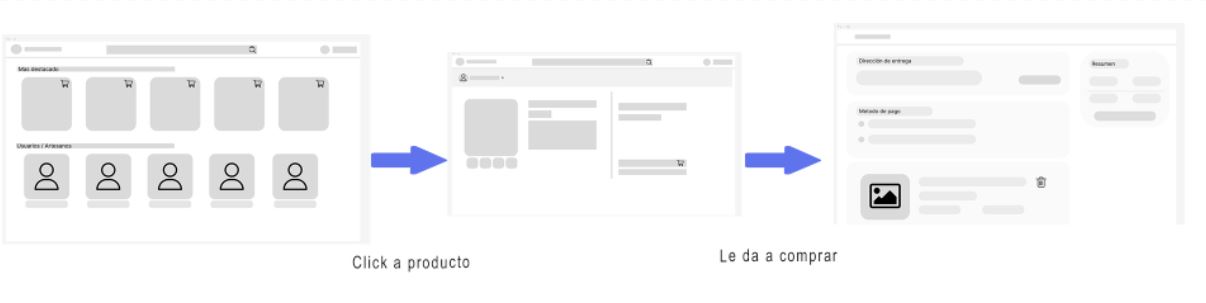 Mas destacado
Usuarios / Artesanos
Click a producto
Le da a comprar
Dirección de entrega
Metodo de pago
Resumen